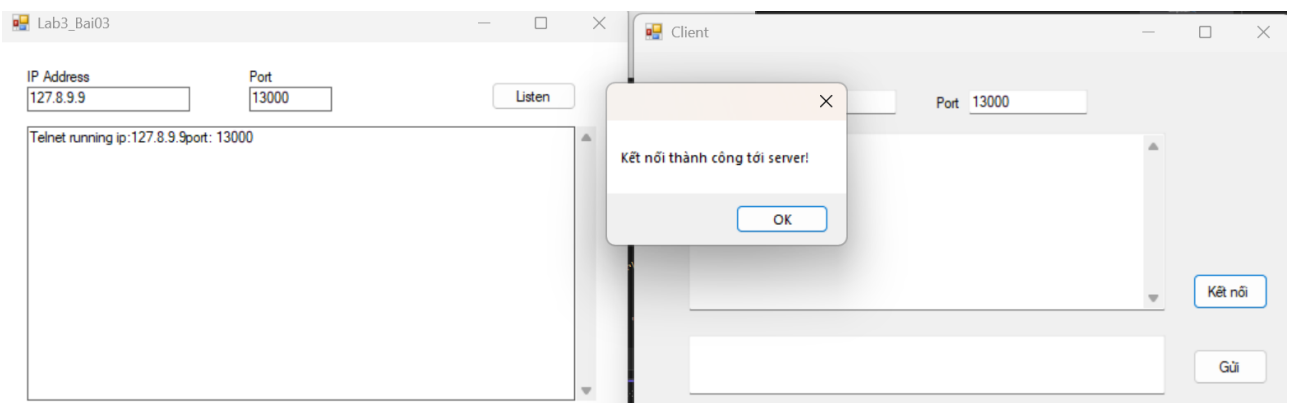 Lab3_Bai03
IP Address
Port
127.8.9.9
13000
Listen
Telnet running ip:127.8.9.9port: 13000
Client
Port 13000
Kết nối thành công tới server!
OK
Kết nối
Gửi